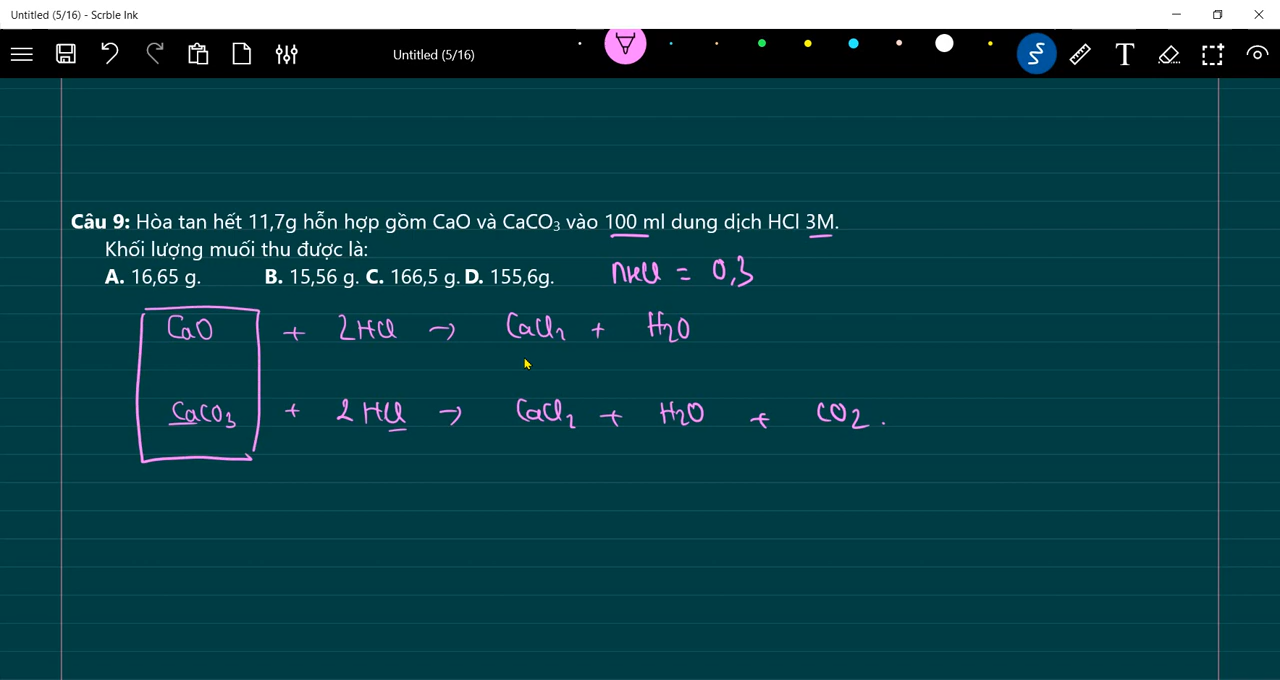 Untitled (5/16) - Scrble Ink
Untitled (5/16)
T
Câu 9: Hòa tan hết 11,7g hỗn hợp gồm CaO và CaCO₃ vào 100 ml dung dịch HCl 3M.
Khối lượng muối thu được là:
A. 16,65 g. B. 15,56 g. C. 166,5 g. D. 155,6g.
nHCl = 0,3
CaO + 2HCl → CaCl₂ + H₂O
CaCO₃ + 2HCl → CaCl₂ + H₂O + CO₂.